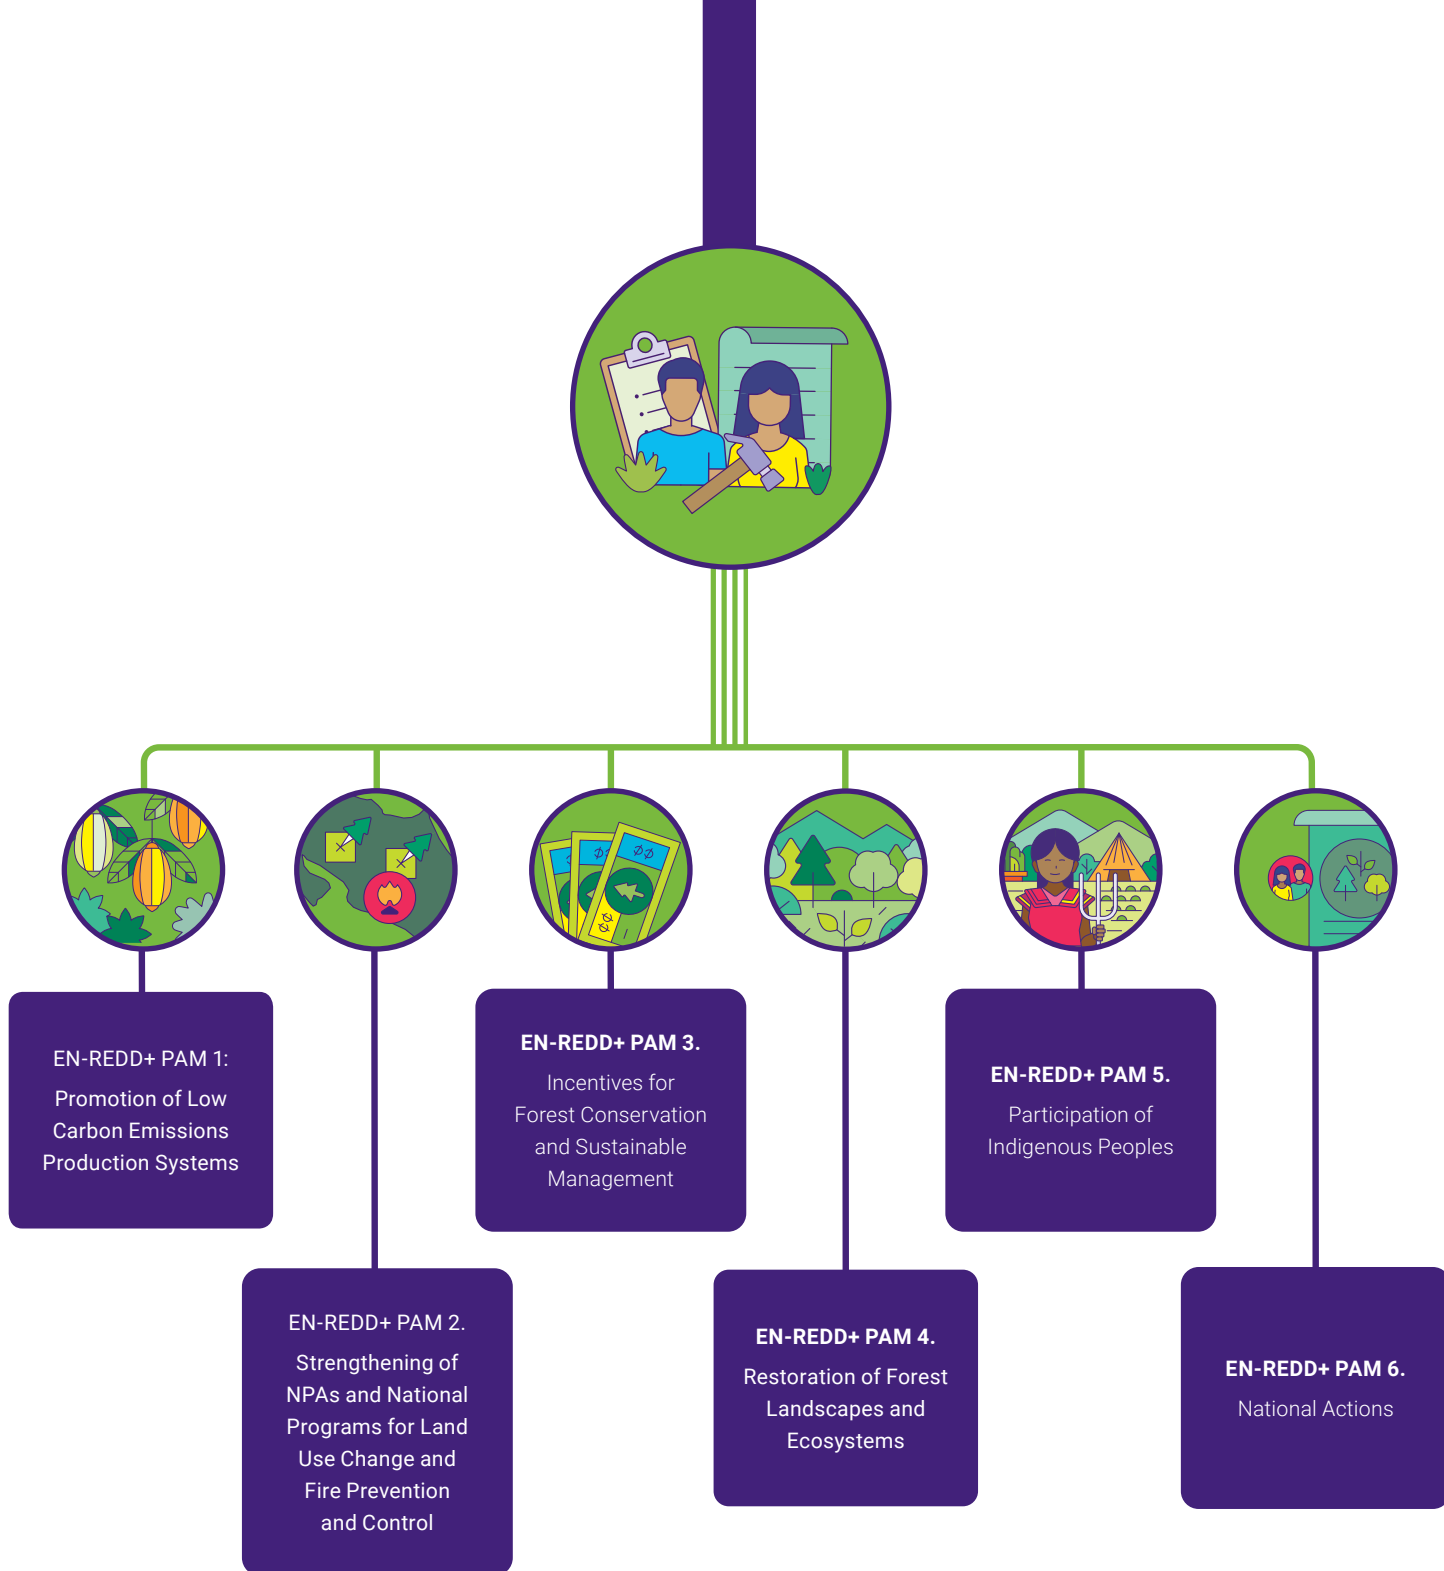 EN-REDD+ PAM 1:
Promotion of Low
Carbon Emissions
Production Systems
EN-REDD+ PAM 2.
Strengthening of
NPAs and National
Programs for Land
Use Change and
Fire Prevention
and Control
EN-REDD+ PAM 3.
Incentives for
Forest Conservation
and Sustainable
Management
EN-REDD+ PAM 4.
Restoration of Forest
Landscapes and
Ecosystems
EN-REDD+ PAM 5.
Participation of
Indigenous Peoples
EN-REDD+ PAM 6.
National Actions